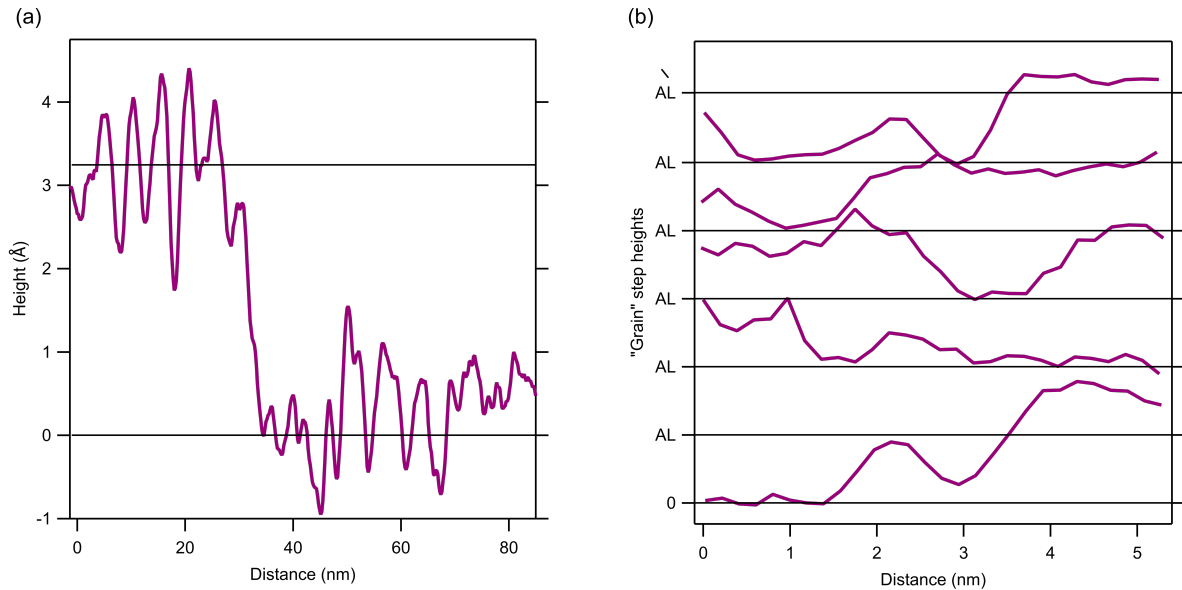 (a)
Height (Å)
4
3
2
1
0
-1
0 20 40 60 80
Distance (nm)
(b)
"Grain" step heights
AL
AL
AL
AL
AL
AL
0
0 1 2 3 4 5
Distance (nm)